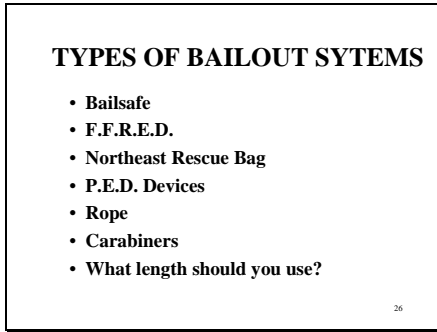 TYPES OF BAILOUT SYTEMS
• Bailsafe
• F.F.R.E.D.
• Northeast Rescue Bag
• P.E.D. Devices
• Rope
• Carabiners
• What length should you use?
26